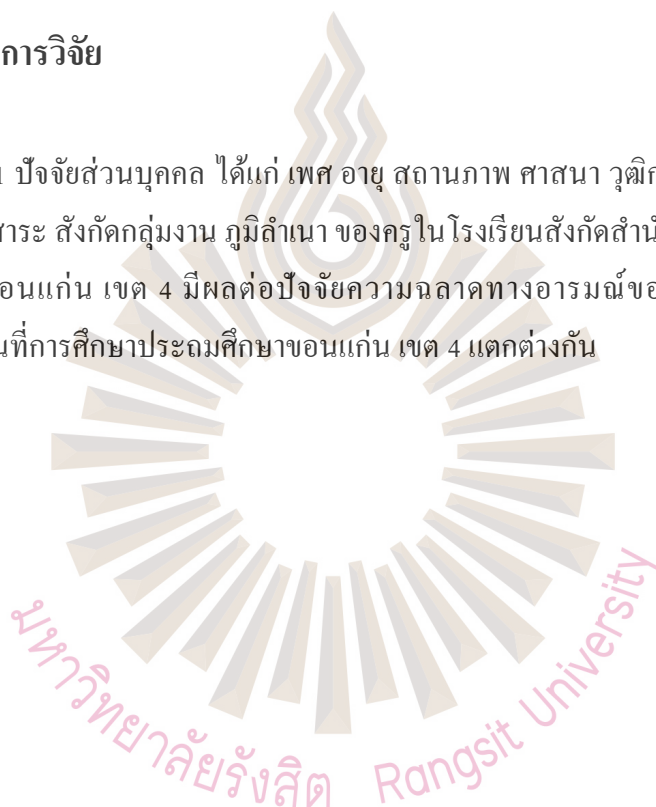 การวิจัย
ปัจจัยส่วนบุคคล ได้แก่ เพศ อายุ สถานภาพ ศาสนา
สาระ สังกัดกลุ่มงาน ภูมิลำเนา ของครูในโรงเรียนสังกัด
อนแก่น เขต 4 มีผลต่อปัจจัยความฉลาดทางอารมณ์ขอ
นที่การศึกษาประถมศึกษาขอนแก่น เขต 4 แตกต่างกัน
มหาวิทยาลัยรังสิต Rangsit University